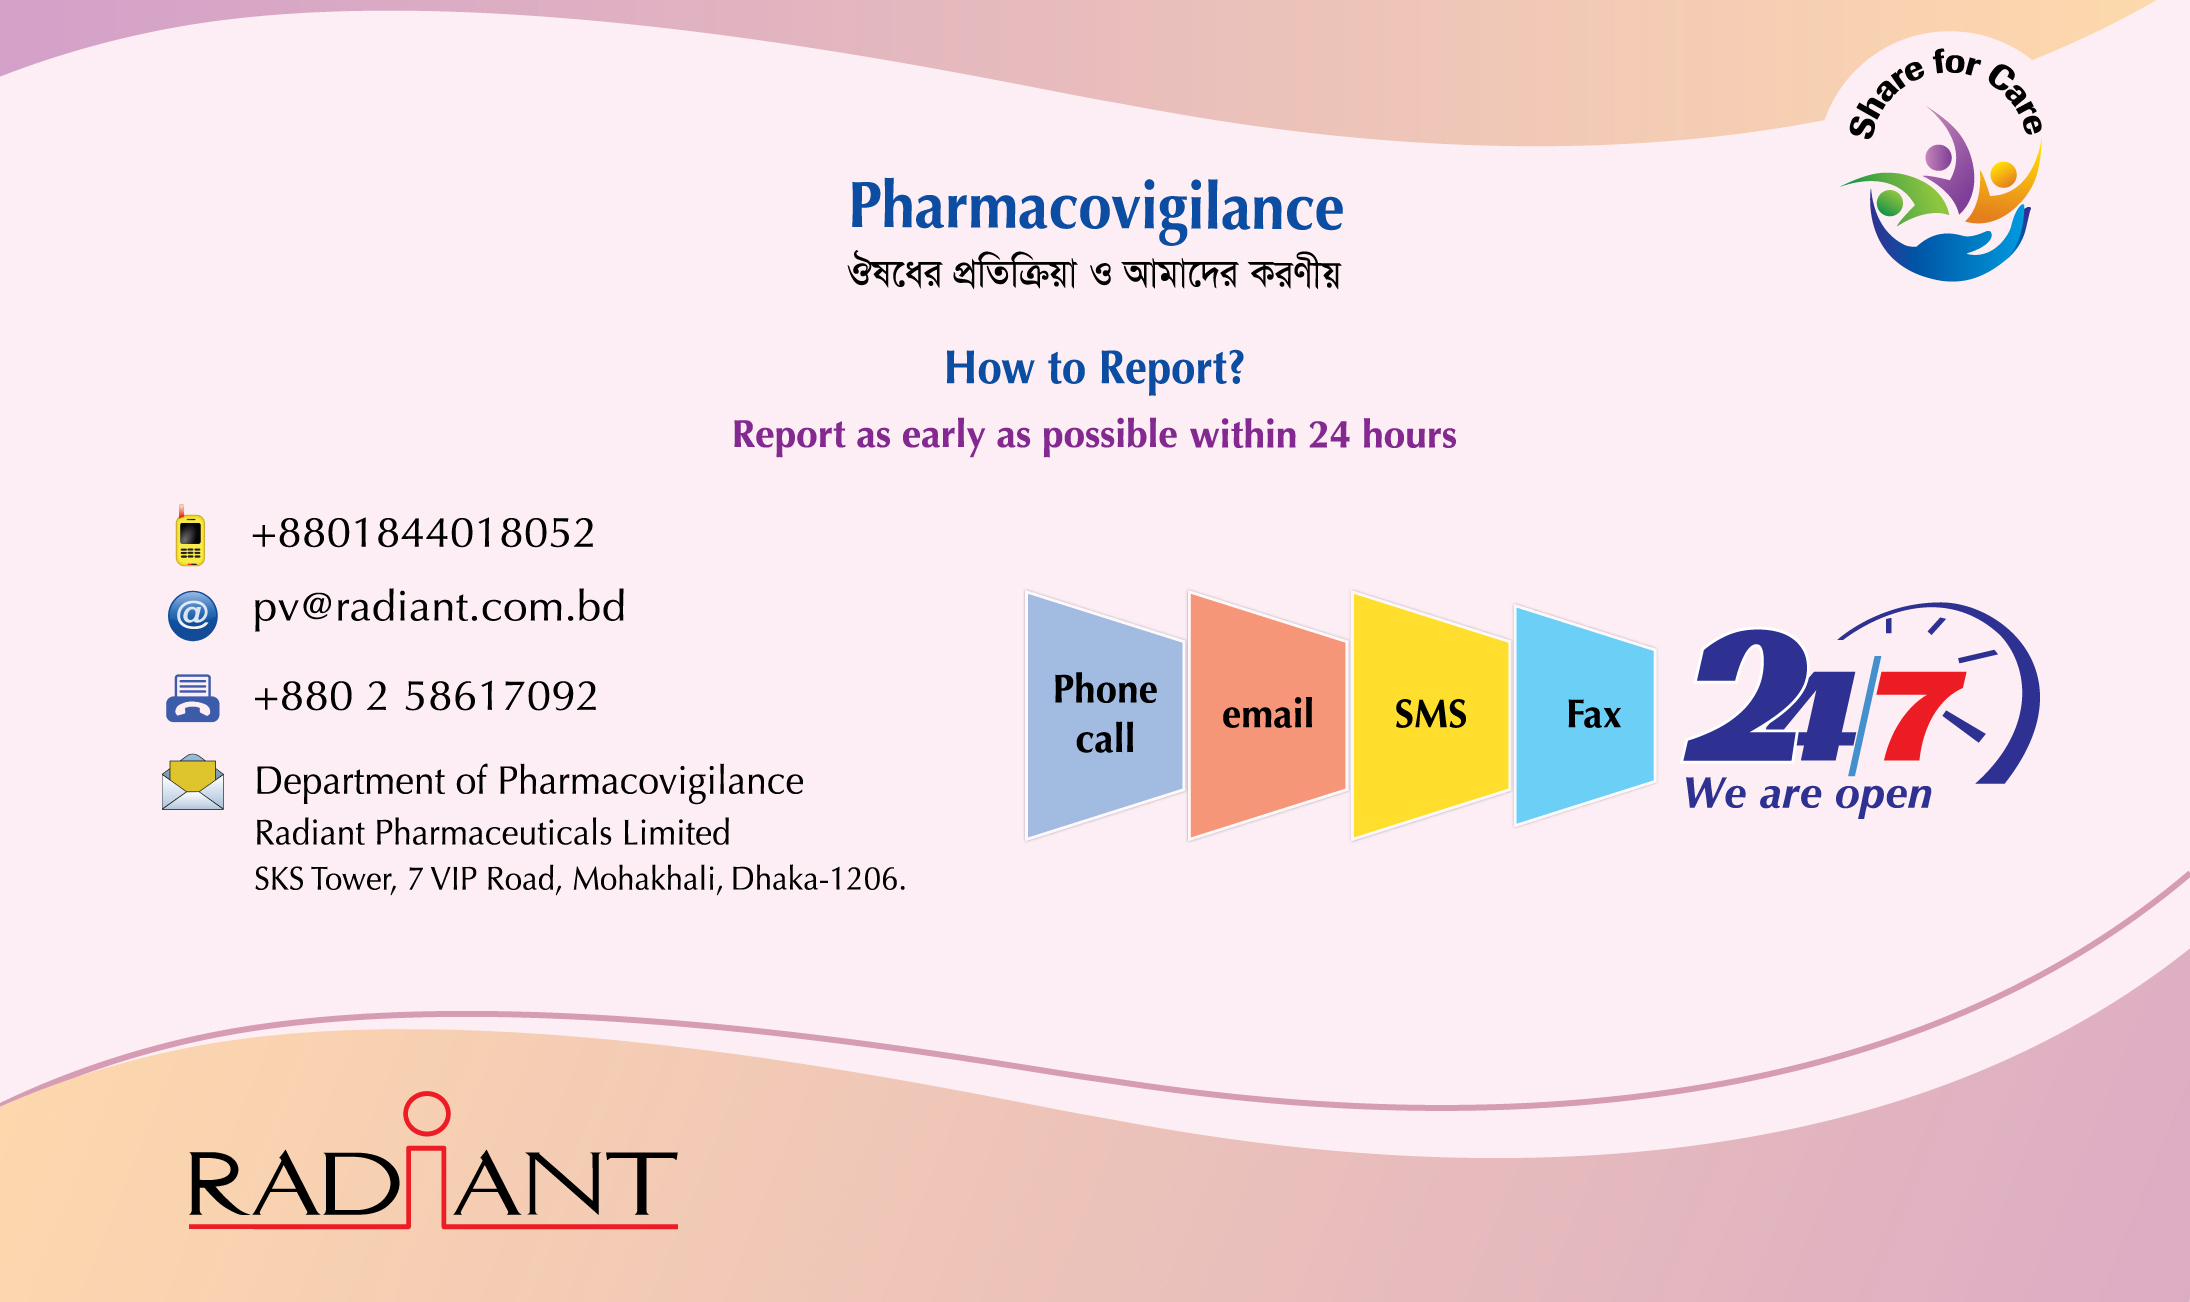 Share for Care
Pharmacovigilance
ঔষধের প্রতিক্রিয়া ও আমাদের করণীয়
How to Report?
Report as early as possible within 24 hours
+8801844018052
@
pv@radiant.com.bd
+880 2 58617092
Department of Pharmacovigilance
Radiant Pharmaceuticals Limited
SKS Tower, 7 VIP Road, Mohakhali, Dhaka-1206.
Phone
call
email
SMS
Fax
24/7
We are open
RADiANT